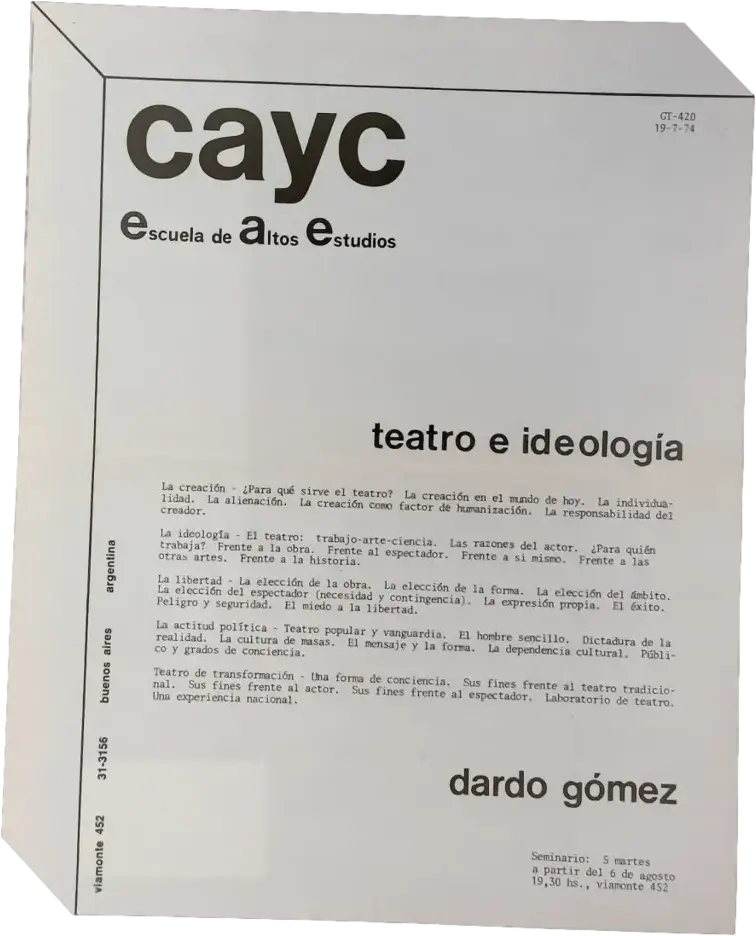 cayc
GT-420
19-7-74
escuela de altos estudios
teatro e ideología
La creación - ¿Para qué sirve el teatro? La creación en el mundo de hoy. La individua-
lidad. La alienación. La creación como factor de humanización. La responsabilidad del
creador.
La ideología - El teatro: trabajo-arte-ciencia. Las razones del actor. ¿Para quién
trabaja? Frente a la obra. Frente al espectador. Frente a si mismo. Frente a las
otras artes. Frente a la historia.
La libertad - La elección de la obra. La elección de la forma. La elección del ámbito.
La elección del espectador (necesidad y contingencia). La expresión propia. El éxito.
Peligro y seguridad. El miedo a la libertad.
La actitud política - Teatro popular y vanguardia. El hombre sencillo. Dictadura de la
realidad. La cultura de masas. El mensaje y la forma. La dependencia cultural. Públi-
co y grados de conciencia.
Teatro de transformación - Una forma de conciencia. Sus fines frente al teatro tradicio-
nal. Sus fines frente al actor. Sus fines frente al espectador. Laboratorio de teatro.
Una experiencia nacional.
dardo gómez
Seminario: 5 martes
a partir del 6 de agosto
19,30 hs., viamonte 452
viamonte 452 31-3156 buenos aires argentina